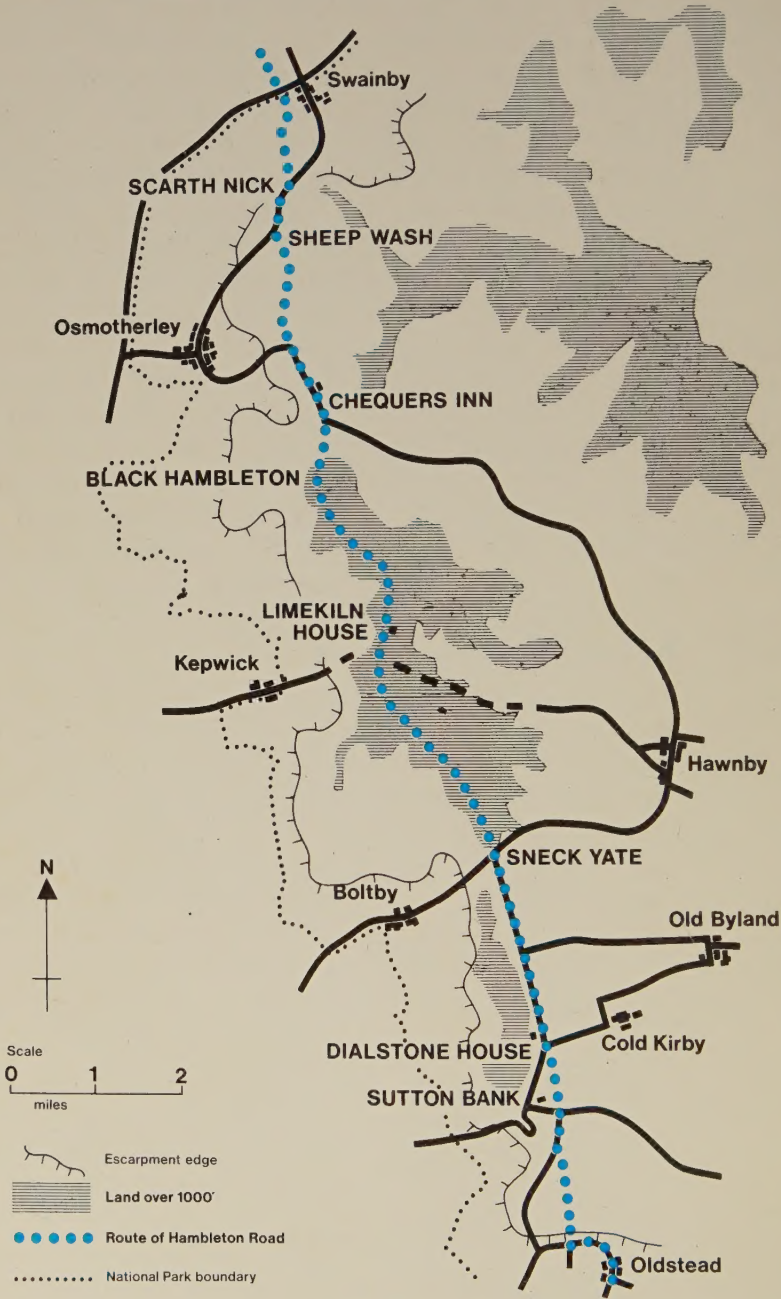 Swainby
SCARTH NICK
SHEEP WASH
Osmotherley
CHEQUERS INN
BLACK HAMBLETON
LIMEKILN
HOUSE
Kepwick
Hawnby
SNECK YATE
Boltby
N
Old Byland
Cold Kirby
DIALSTONE HOUSE
SUTTON BANK
Scale
0 1 2
miles
Escarpment edge
Land over 1000'
Route of Hambleton Road
National Park boundary
Oldstead